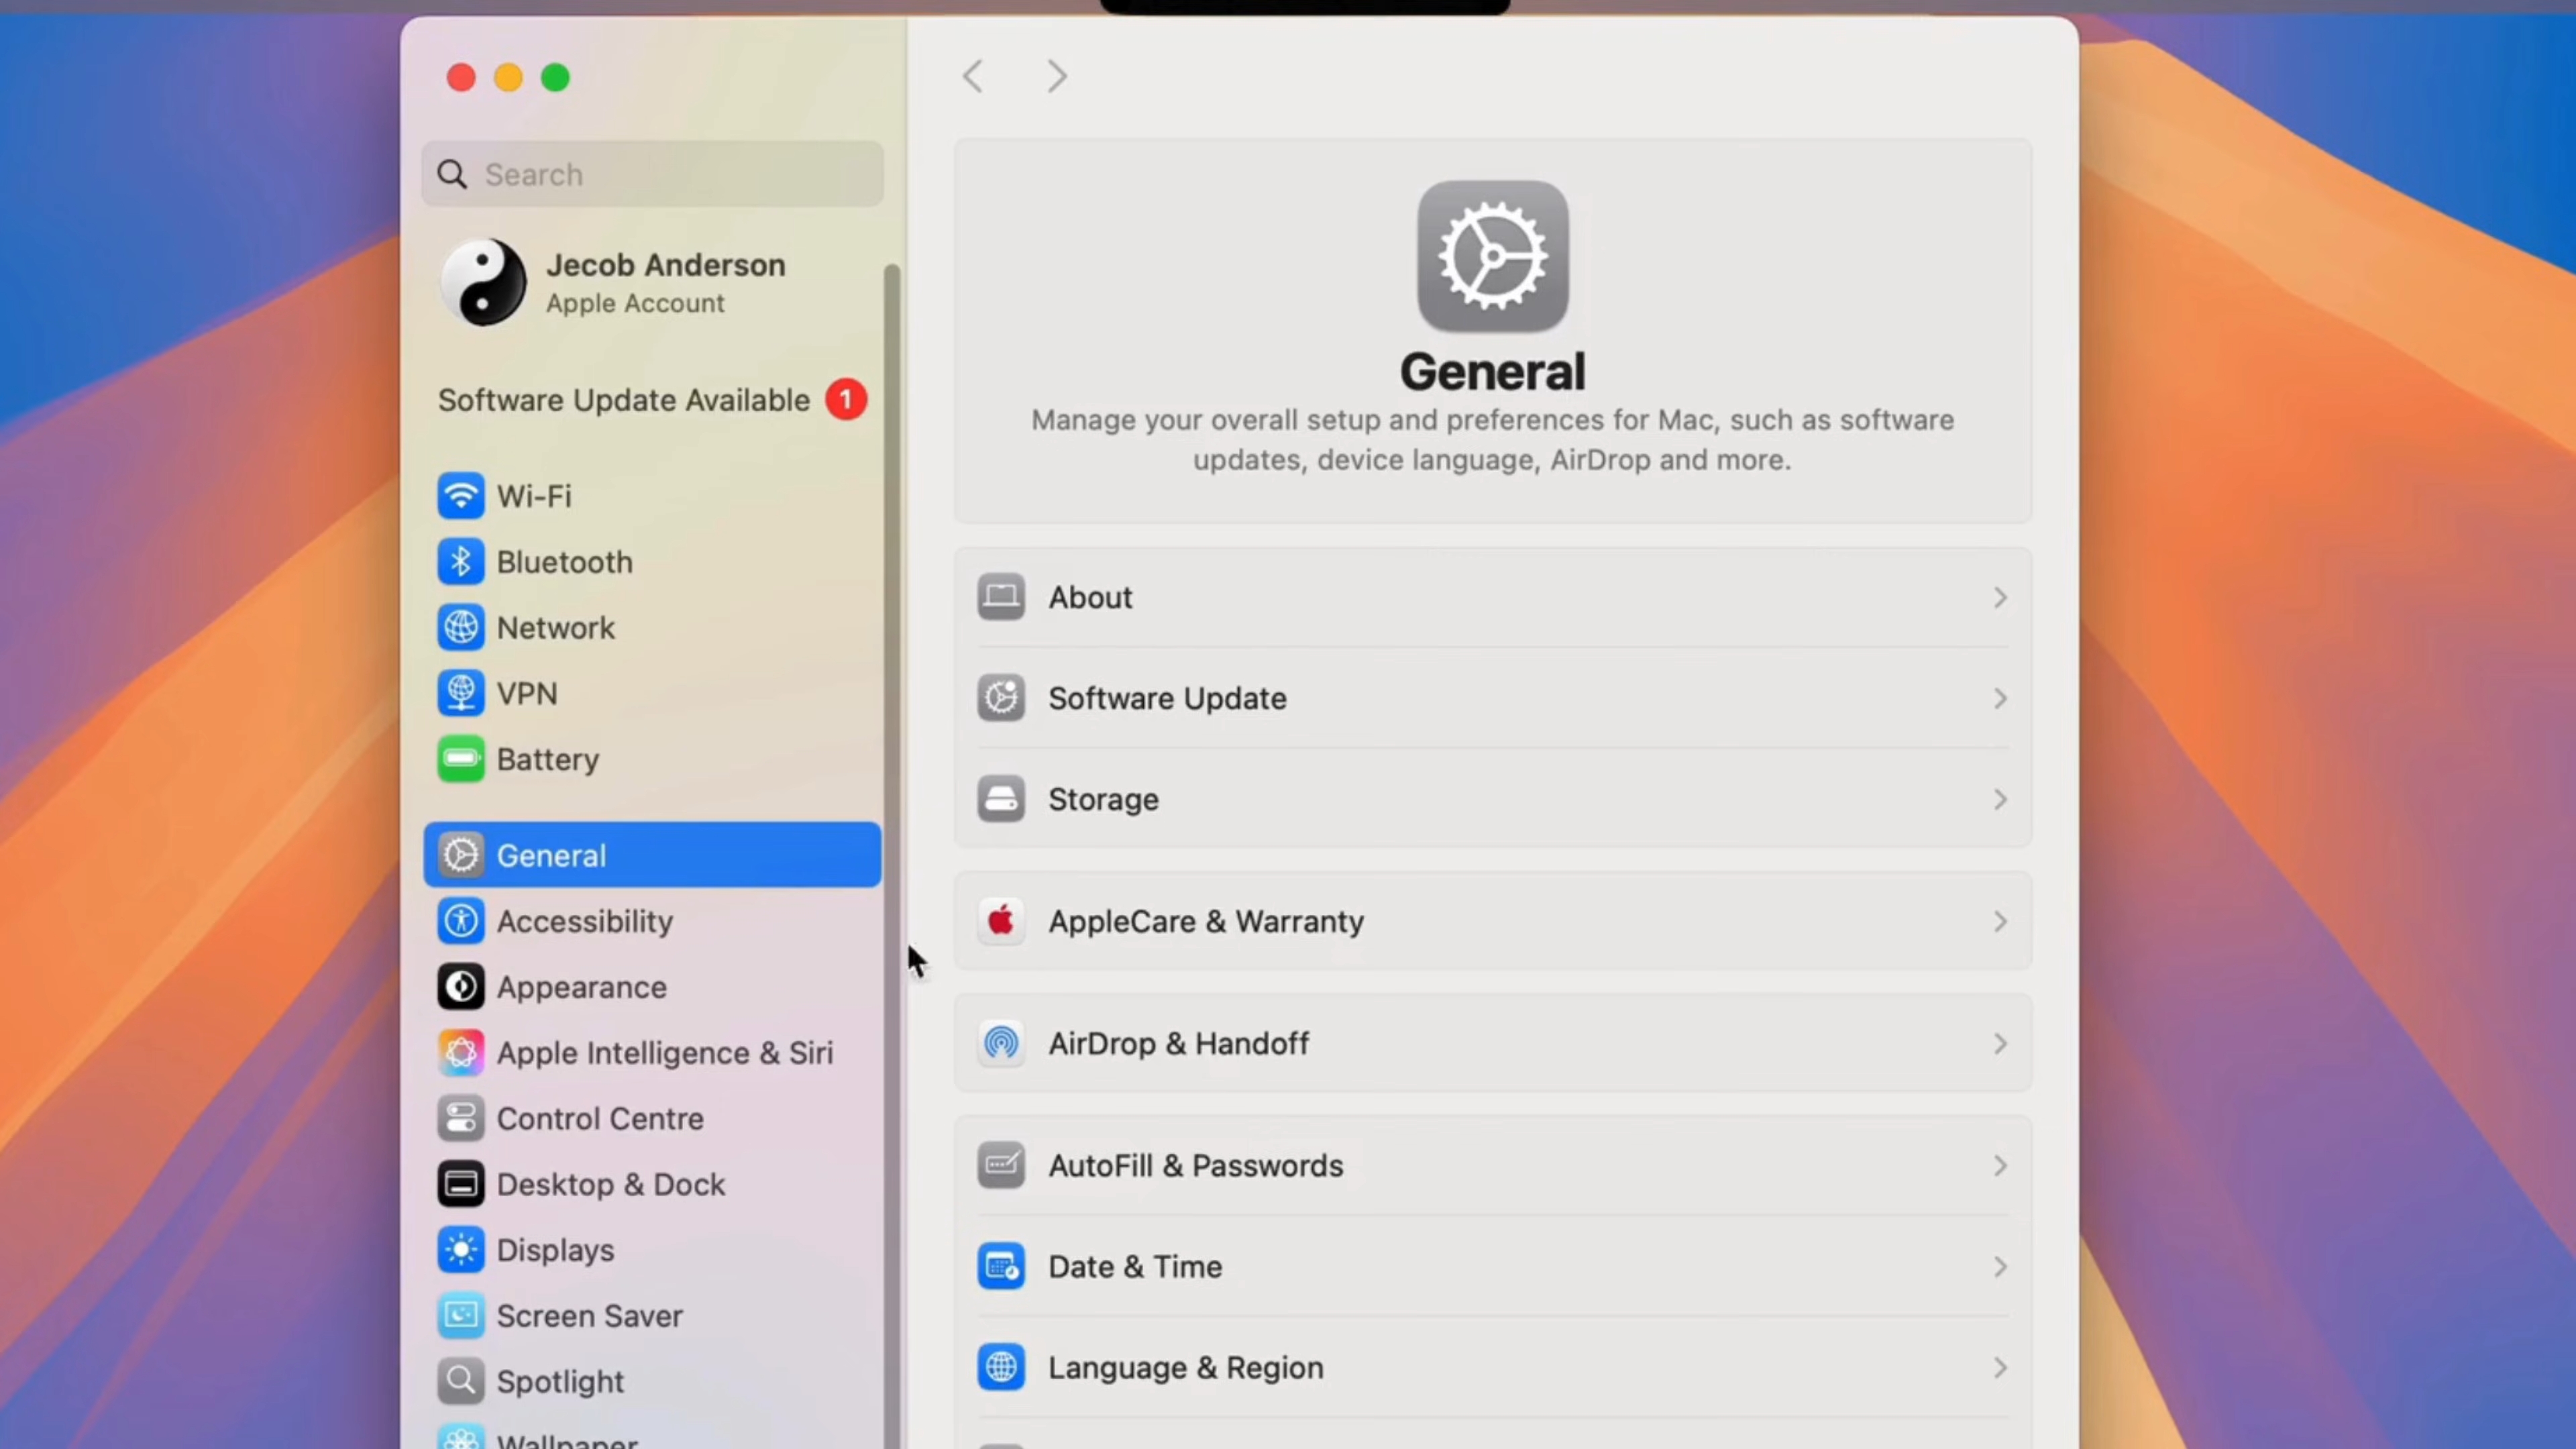 Search
Jecob Anderson
Apple Account
Software Update Available 1
Wi-Fi
Bluetooth
Network
VPN
Battery
General
Accessibility
Appearance
Apple Intelligence & Siri
Control Centre
Desktop & Dock
Displays
Screen Saver
Spotlight
Wallpaper
General
Manage your overall setup and preferences for Mac, such as software
updates, device language, AirDrop and more.
About
Software Update
Storage
AppleCare & Warranty
AirDrop & Handoff
AutoFill & Passwords
Date & Time
Language & Region